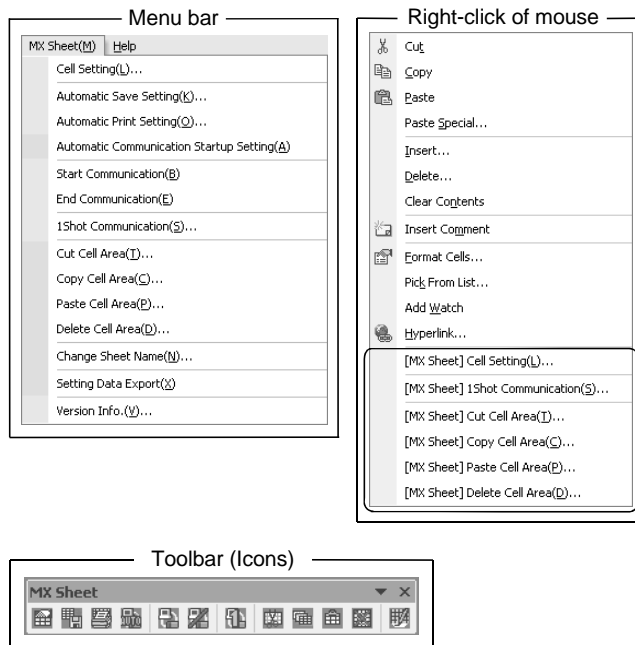 Menu bar
MX Sheet(M) Help
Cell Setting(L)...
Automatic Save Setting(K)...
Automatic Print Setting(O)...
Automatic Communication Startup Setting(A)
Start Communication(B)
End Communication(E)
1Shot Communication(S)...
Cut Cell Area(T)...
Copy Cell Area(C)...
Paste Cell Area(P)...
Delete Cell Area(D)...
Change Sheet Name(N)...
Setting Data Export(X)
Version Info.(V)...
Right-click of mouse
Cut
Copy
Paste
Paste Special...
Insert...
Delete...
Clear Contents
Insert Comment
Format Cells...
Pick From List...
Add Watch
Hyperlink...
[MX Sheet] Cell Setting(L)...
[MX Sheet] 1Shot Communication(S)...
[MX Sheet] Cut Cell Area(T)...
[MX Sheet] Copy Cell Area(C)...
[MX Sheet] Paste Cell Area(P)...
[MX Sheet] Delete Cell Area(D)...
Toolbar (Icons)
MX Sheet